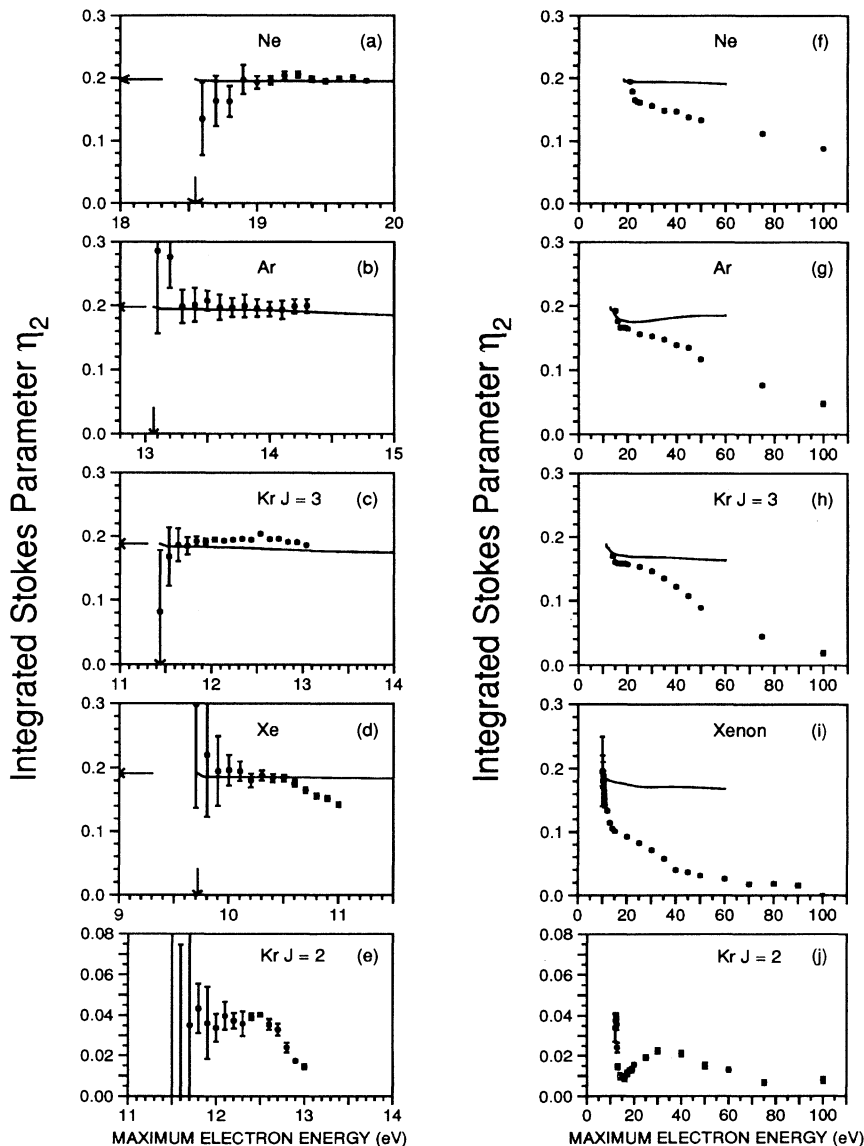 Integrated Stokes Parameter η2
0.3
0.2
0.1
0.0
Ne
(a)
18
19
20
0.3
0.2
0.1
0.0
Ar
(b)
13
14
15
0.3
0.2
0.1
0.0
Kr J = 3
(c)
11
12
13
14
0.3
0.2
0.1
0.0
Xe
(d)
9
10
11
0.08
0.06
0.04
0.02
0.00
Kr J = 2
(e)
11
12
13
14
MAXIMUM ELECTRON ENERGY (eV)
Integrated Stokes Parameter η2
0.3
0.2
0.1
0.0
Ne
(f)
0 20 40 60 80 100
0.3
0.2
0.1
0.0
Ar
(g)
0 20 40 60 80 100
0.3
0.2
0.1
0.0
Kr J = 3
(h)
0 20 40 60 80 100
0.3
0.2
0.1
0.0
Xenon
(i)
0 20 40 60 80 100
0.08
0.06
0.04
0.02
0.00
Kr J = 2
(j)
0 10 20 30 40 50 60 70 80 90 100
MAXIMUM ELECTRON ENERGY (eV)